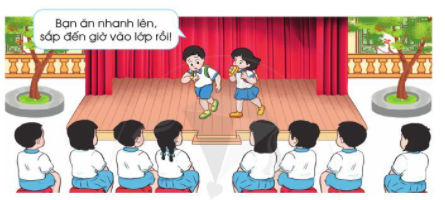 Bạn ăn nhanh lên,
sắp đến giờ vào lớp rồi!